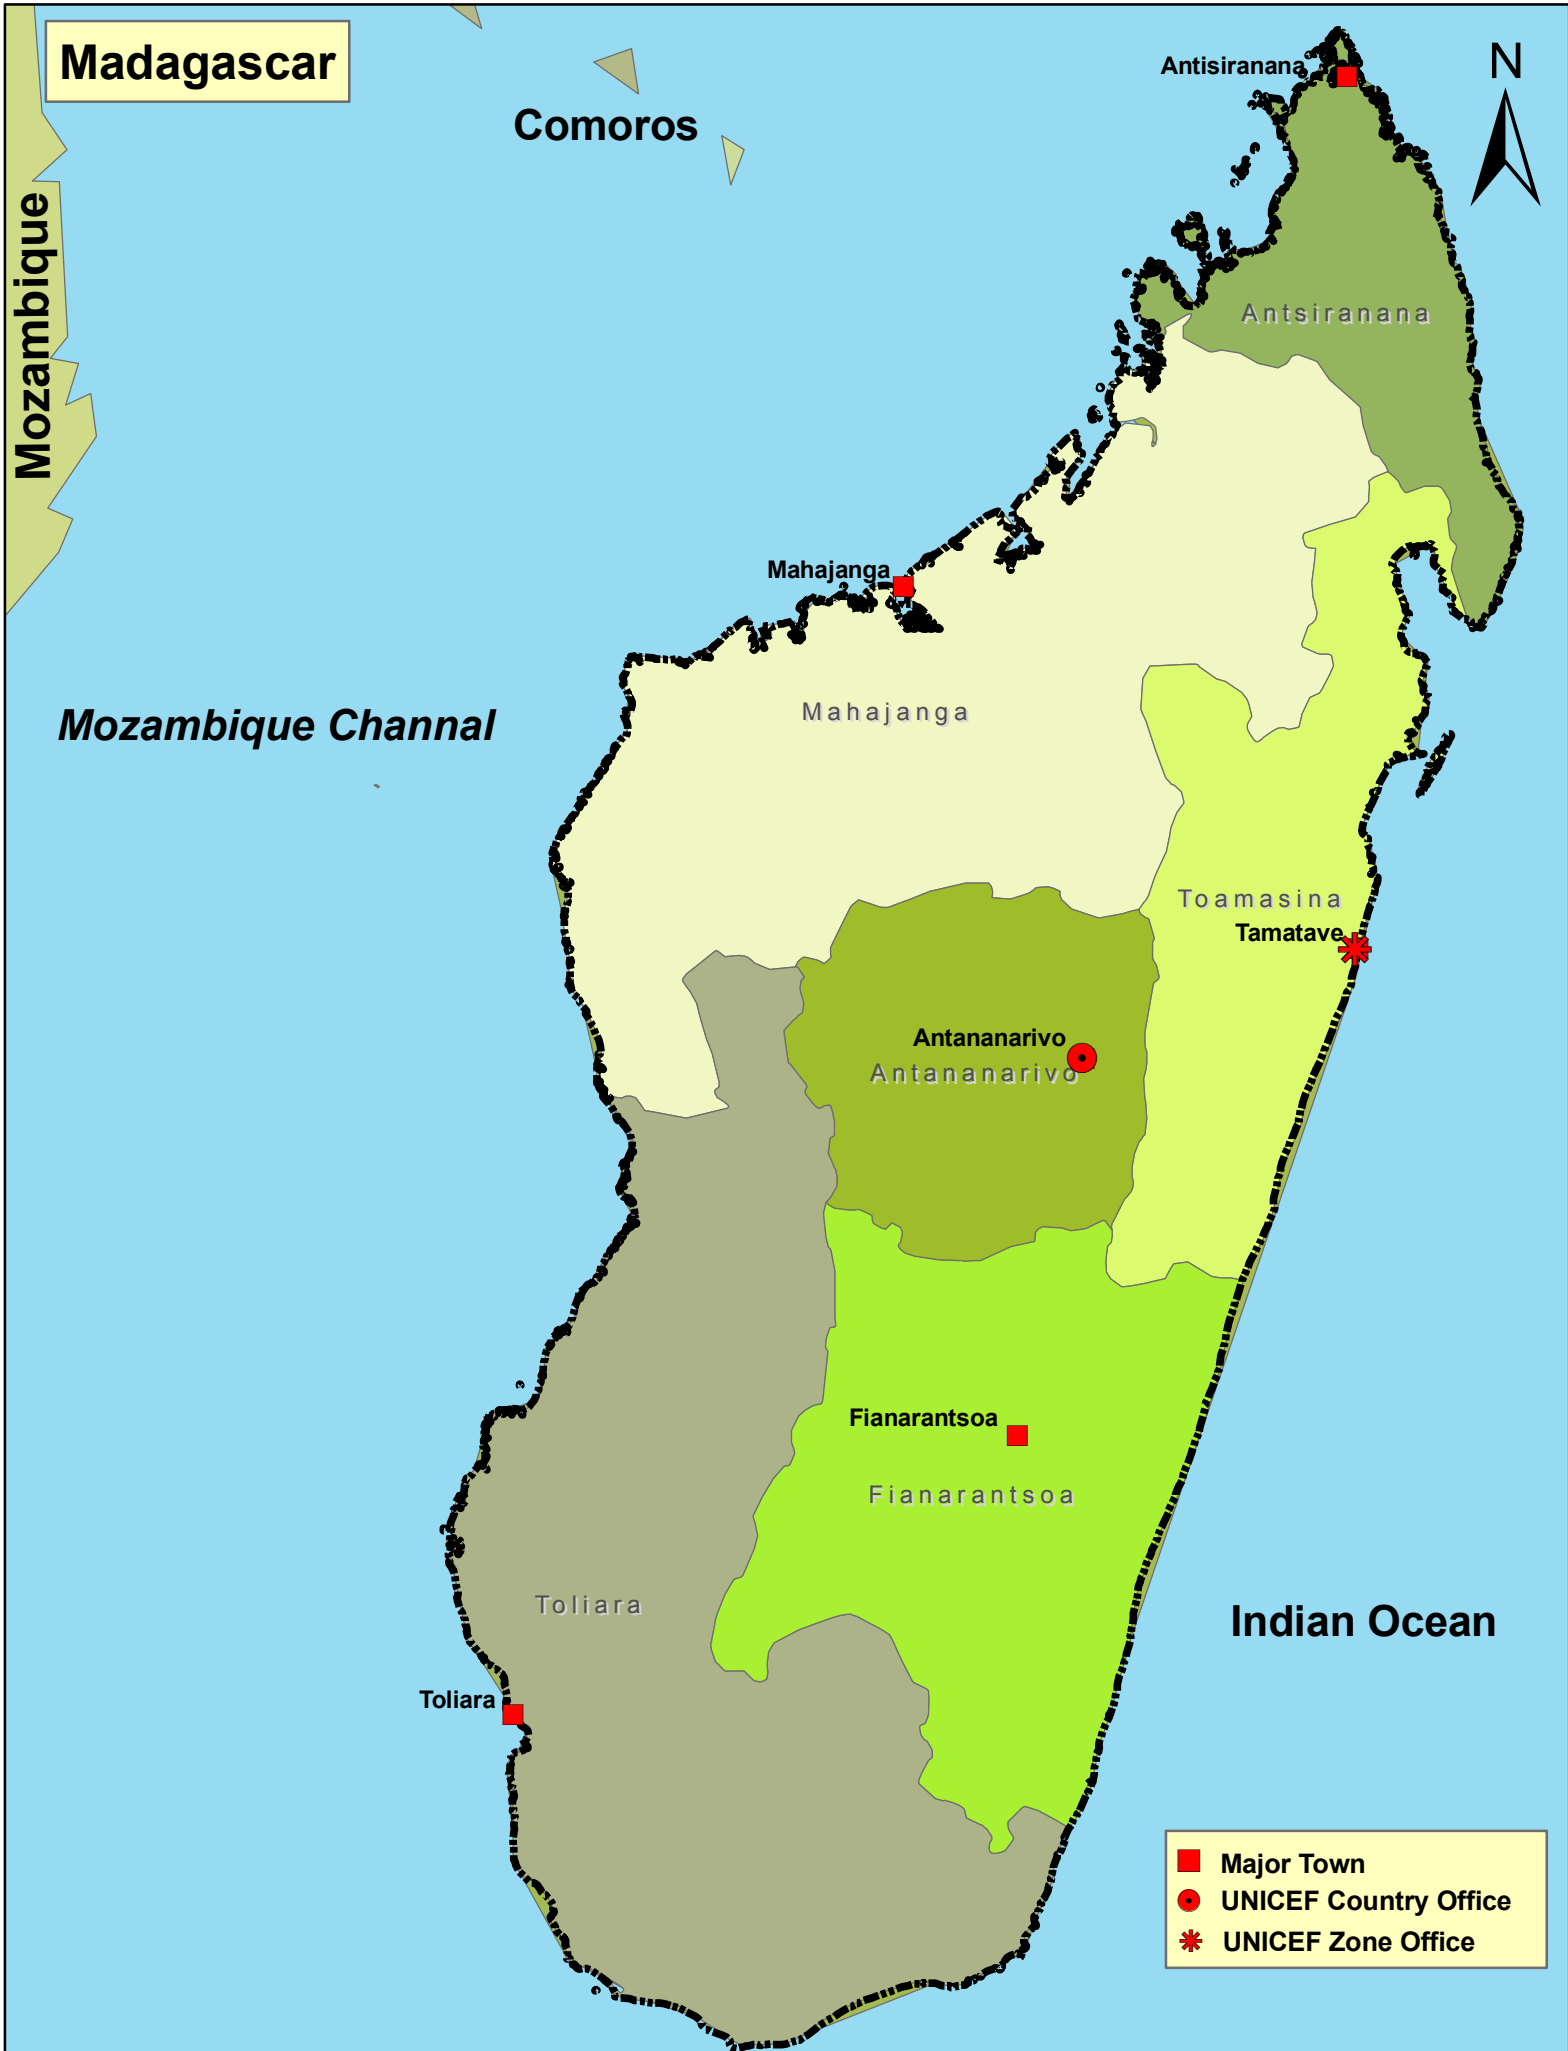 Madagascar
Antisiranana
N
Comoros
Mozambique
Antsiranana
Mahajanga
Mahajanga
Mozambique Channal
Toamasina
Tamatave
Antananarivo
Antananarivo
Fianarantsoa
Fianarantsoa
Toliara
Indian Ocean
Toliara
Major Town
UNICEF Country Office
UNICEF Zone Office